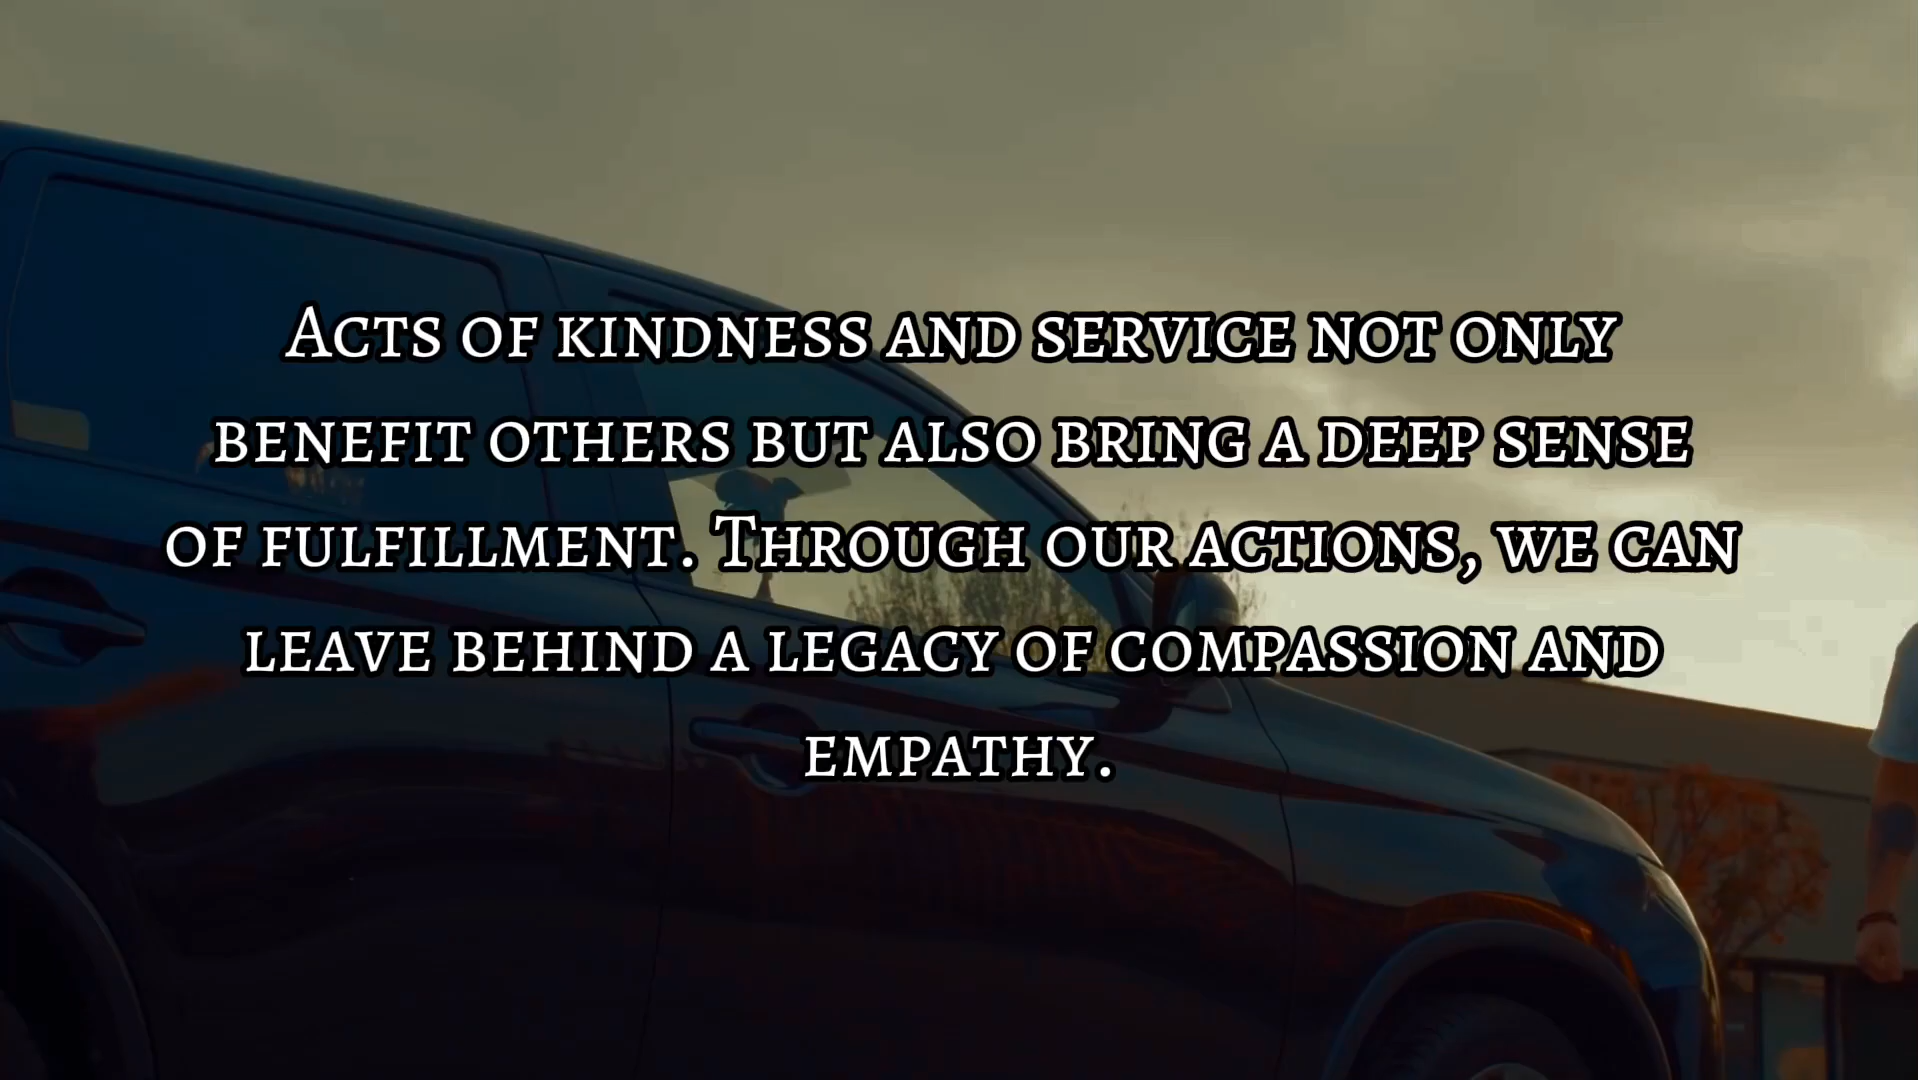 Acts of kindness and service not only
benefit others but also bring a deep sense
of fulfillment. Through our actions, we can
leave behind a legacy of compassion and
empathy.